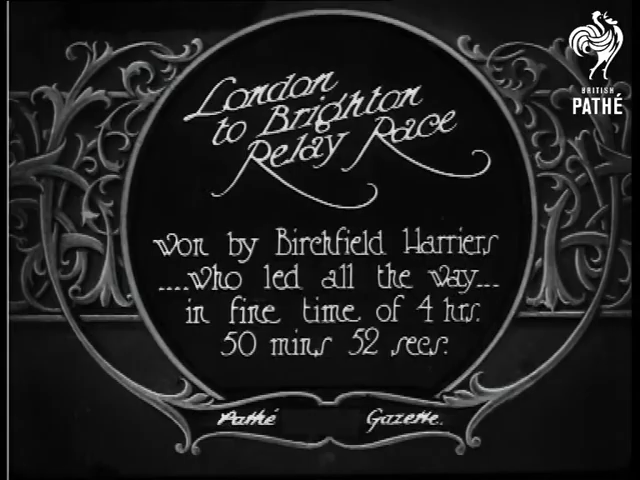 London
to Brighton
Relay Race
won by Birchfield Harriers
....who led all the way...
in fine time of 4 hrs.
50 mins 52 secs.
Pathé Gazette.
BRITISH
PATHÉ